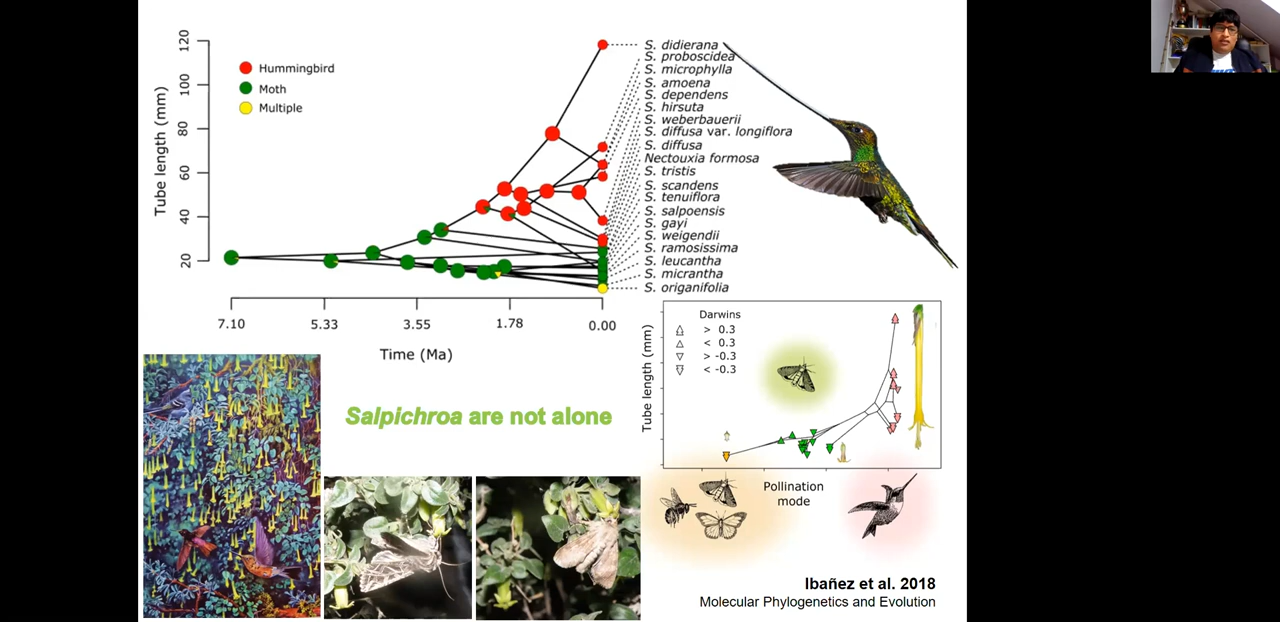 120
100
80
60
40
20
Tube length (mm)
Hummingbird
Moth
Multiple
S. didierana
S. proboscidea
S. microphylla
S. amoena
S. dependens
S. hirsuta
S. weberbauerii
S. diffusa var. longiflora
S. diffusa
Nectouxia formosa
S. tristis
S. scandens
S. tenuiflora
S. salpoensis
S. gayi
S. weigendii
S. ramosissima
S. leucantha
S. micrantha
S. origanifolia
7.10 5.33 3.55 1.78 0.00
Time (Ma)
Salpichroa are not alone
Darwins
> 0.3
< 0.3
> -0.3
< -0.3
Tube length (mm)
Pollination
mode
Ibañez et al. 2018
Molecular Phylogenetics and Evolution